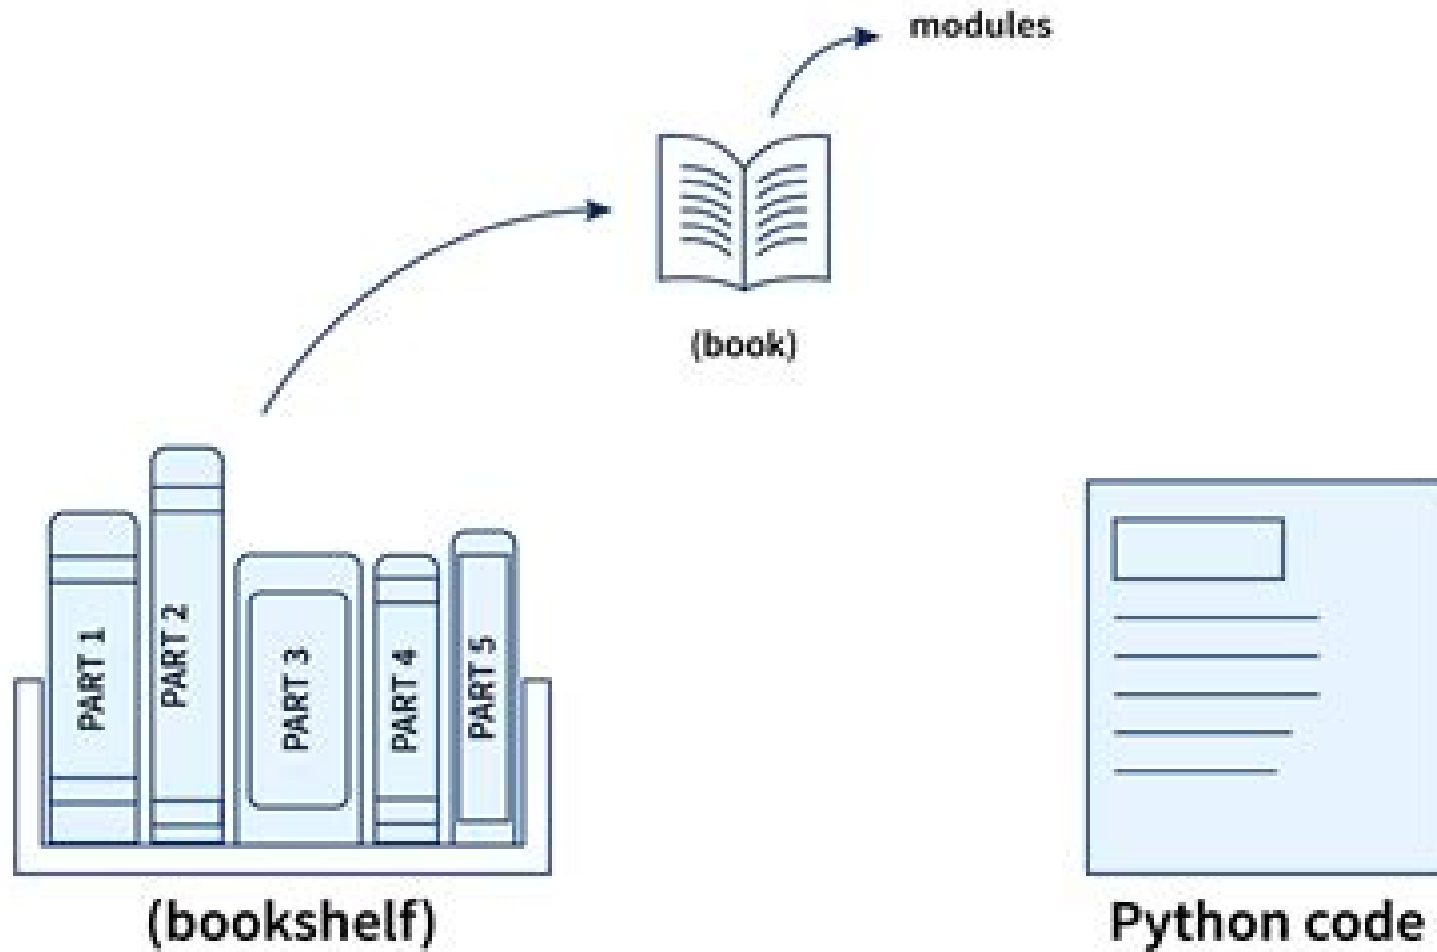 modules
(book)
PART 1
PART 2
PART 3
PART 4
PART 5
(bookshelf)
Python code